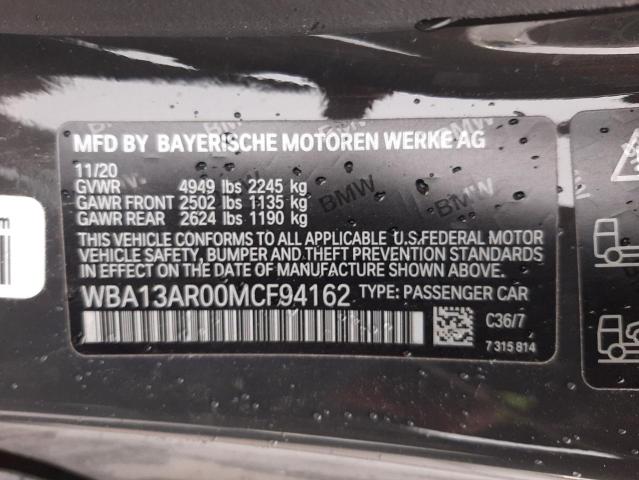 MFD BY BAYERISCHE MOTOREN WERKE AG
11/20
GVWR 4949 lbs 2245 kg
GAWR FRONT 2502 lbs 1135 kg
GAWR REAR 2624 lbs 1190 kg
THIS VEHICLE CONFORMS TO ALL APPLICABLE U.S.FEDERAL MOTOR
VEHICLE SAFETY, BUMPER, AND THEFT PREVENTION STANDARDS
IN EFFECT ON THE DATE OF MANUFACTURE SHOWN ABOVE.
WBA13AR00MCF94162 TYPE: PASSENGER CAR
C36/7
7 315 814
BMW